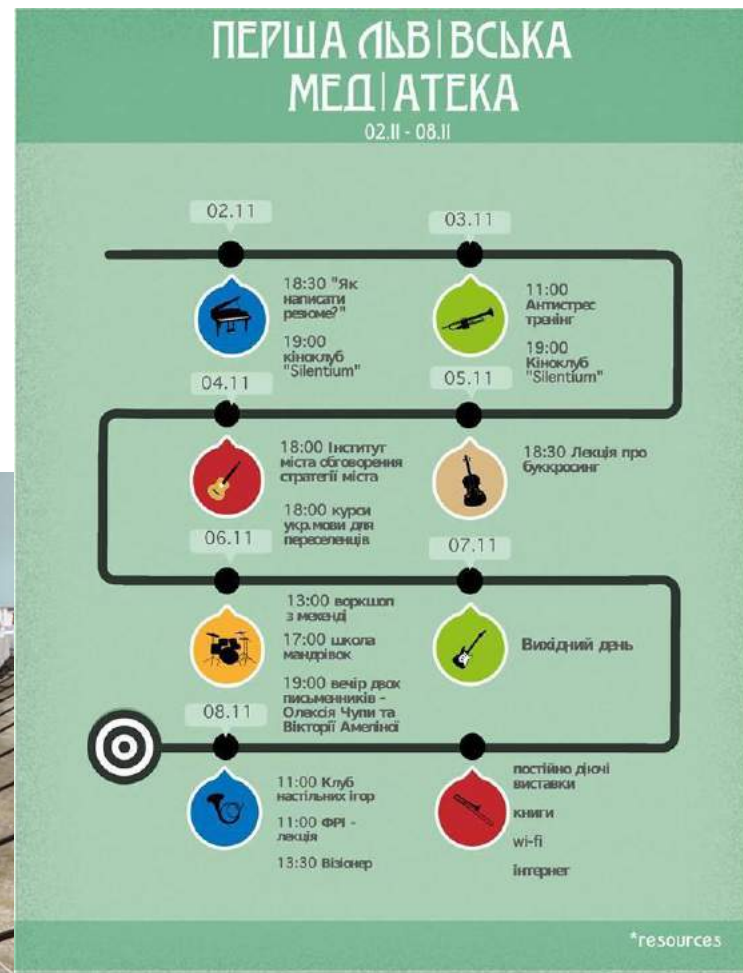 ПЕРША ЛЬВІВСЬКА
МЕДІАТЕКА
02.11 - 08.11
02.11
18:30 "Як
написати
резюме?"
19:00
кіноклуб
"Silentium"
03.11
11:00
Антистрес
тренінг
19:00
Кіноклуб
"Silentium"
04.11
18:00 Інститут
міста обговорення
стратегії міста
18:00 курси
укр.мови для
переселенців
05.11
18:30 Лекція про
буккросинг
06.11
13:00 воркшоп
з мехенді
17:00 школа
мандрівок
19:00 вечір двох
письменників -
Олексія Чупи та
Вікторії Амеліної
07.11
Вихідний день
08.11
11:00 Клуб
настільних ігор
11:00 ФРІ -
лекція
13:30 Візіонер
постійно діючі
виставки
книги
wi-fi
інтернет
*resources